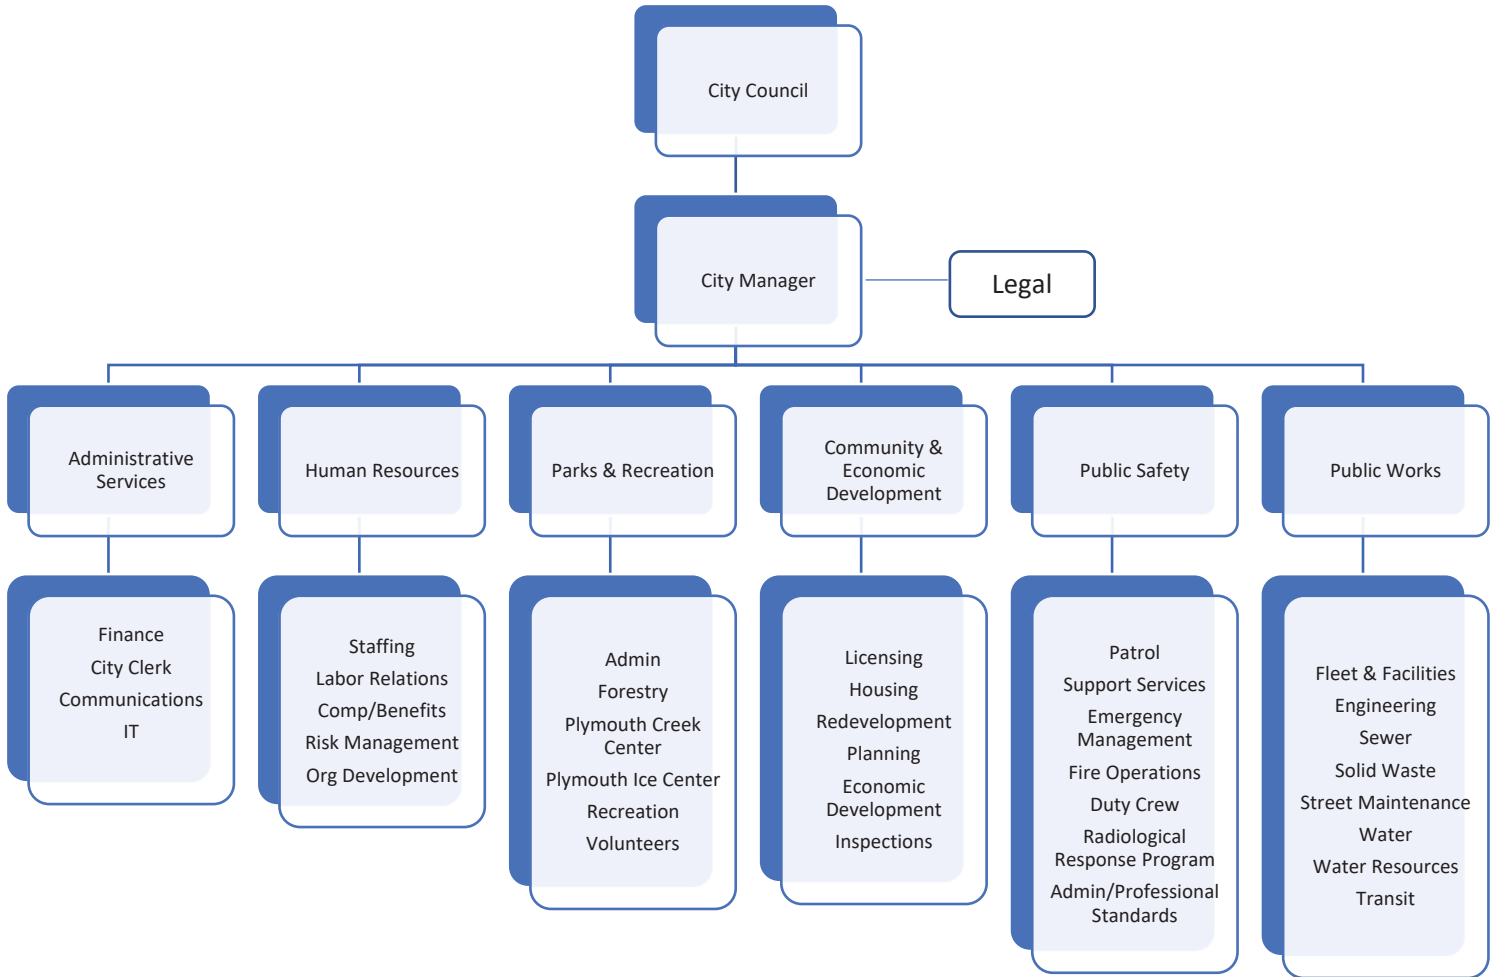 City Council
City Manager
Legal
Administrative
Services
Human Resources
Parks & Recreation
Community &
Economic
Development
Public Safety
Public Works
Finance
City Clerk
Communications
IT
Staffing
Labor Relations
Comp/Benefits
Risk Management
Org Development
Admin
Forestry
Plymouth Creek
Center
Plymouth Ice Center
Recreation
Volunteers
Licensing
Housing
Redevelopment
Planning
Economic
Development
Inspections
Patrol
Support Services
Emergency
Management
Fire Operations
Duty Crew
Radiological
Response Program
Admin/Professional
Standards
Fleet & Facilities
Engineering
Sewer
Solid Waste
Street Maintenance
Water
Water Resources
Transit